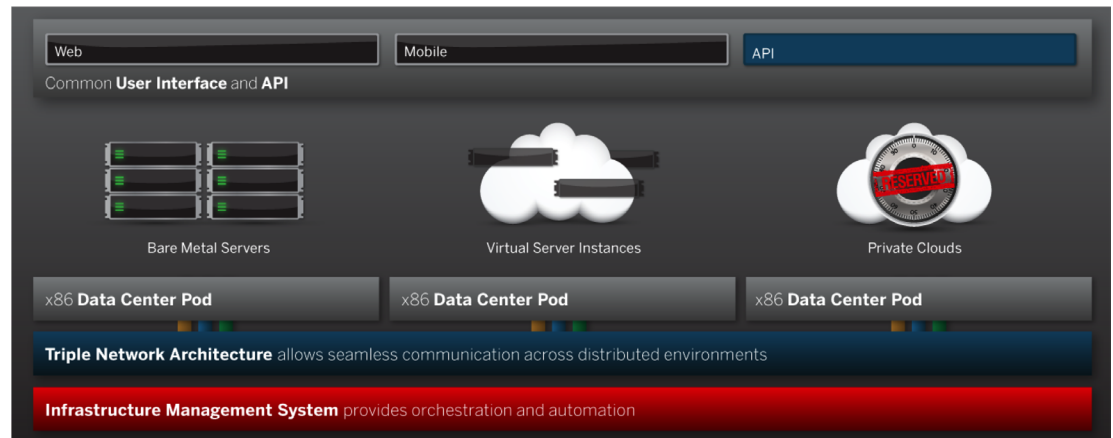 Web
Mobile
API
Common User Interface and API
RESERVED
Bare Metal Servers
Virtual Server Instances
Private Clouds
x86 Data Center Pod
x86 Data Center Pod
x86 Data Center Pod
Triple Network Architecture allows seamless communication across distributed environments
Infrastructure Management System provides orchestration and automation